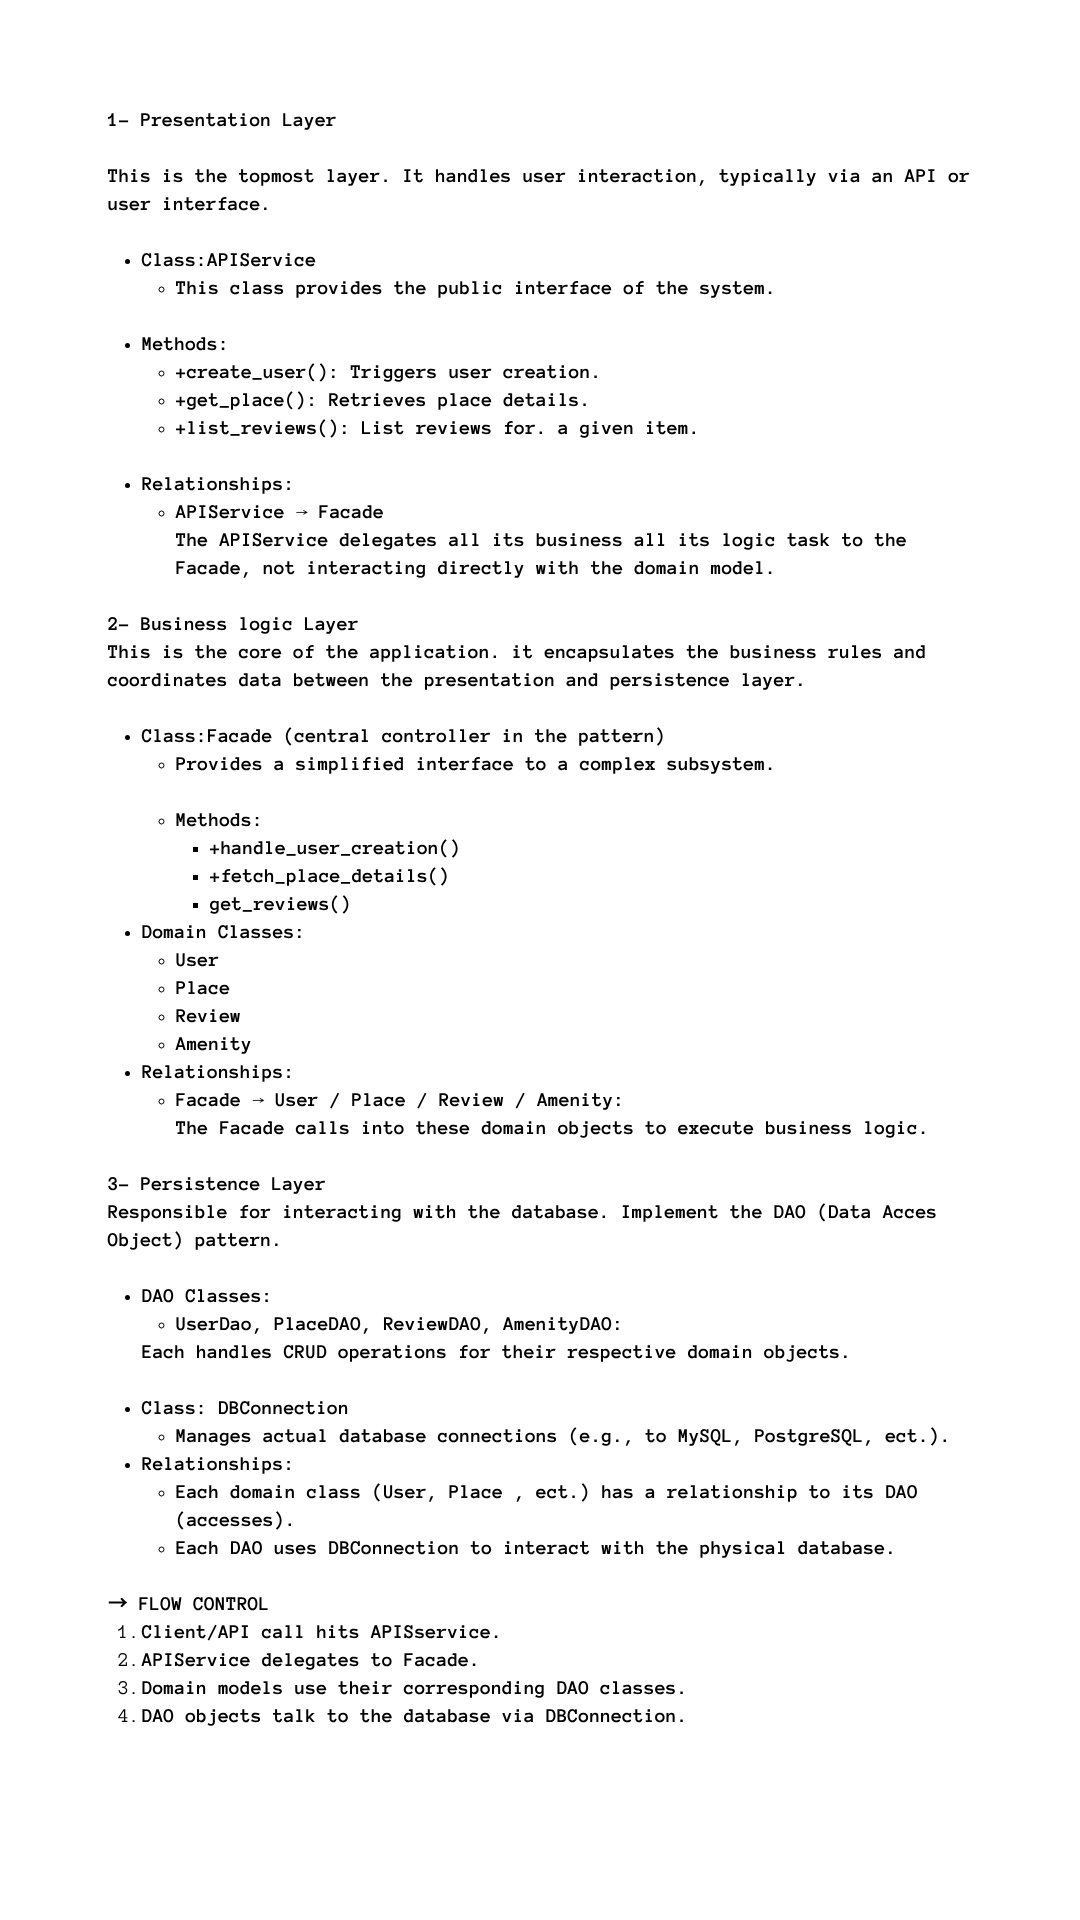 1- Presentation Layer
This is the topmost layer. It handles user interaction, typically via an API or
user interface.
• Class:APIService
◦ This class provides the public interface of the system.
• Methods:
◦ +create_user(): Triggers user creation.
◦ +get_place(): Retrieves place details.
◦ +list_reviews(): List reviews for. a given item.
• Relationships:
◦ APIService → Facade
The APIService delegates all its business all its logic task to the
Facade, not interacting directly with the domain model.
2- Business logic Layer
This is the core of the application. it encapsulates the business rules and
coordinates data between the presentation and persistence layer.
• Class:Facade (central controller in the pattern)
◦ Provides a simplified interface to a complex subsystem.
◦ Methods:
▪ +handle_user_creation()
▪ +fetch_place_details()
▪ get_reviews()
• Domain Classes:
◦ User
◦ Place
◦ Review
◦ Amenity
• Relationships:
◦ Facade → User / Place / Review / Amenity:
The Facade calls into these domain objects to execute business logic.
3- Persistence Layer
Responsible for interacting with the database. Implement the DAO (Data Acces
Object) pattern.
• DAO Classes:
◦ UserDao, PlaceDAO, ReviewDAO, AmenityDAO:
Each handles CRUD operations for their respective domain objects.
• Class: DBConnection
◦ Manages actual database connections (e.g., to MySQL, PostgreSQL, ect.).
• Relationships:
◦ Each domain class (User, Place , ect.) has a relationship to its DAO
(accesses).
◦ Each DAO uses DBConnection to interact with the physical database.
→ FLOW CONTROL
1. Client/API call hits APISservice.
2. APIService delegates to Facade.
3. Domain models use their corresponding DAO classes.
4. DAO objects talk to the database via DBConnection.